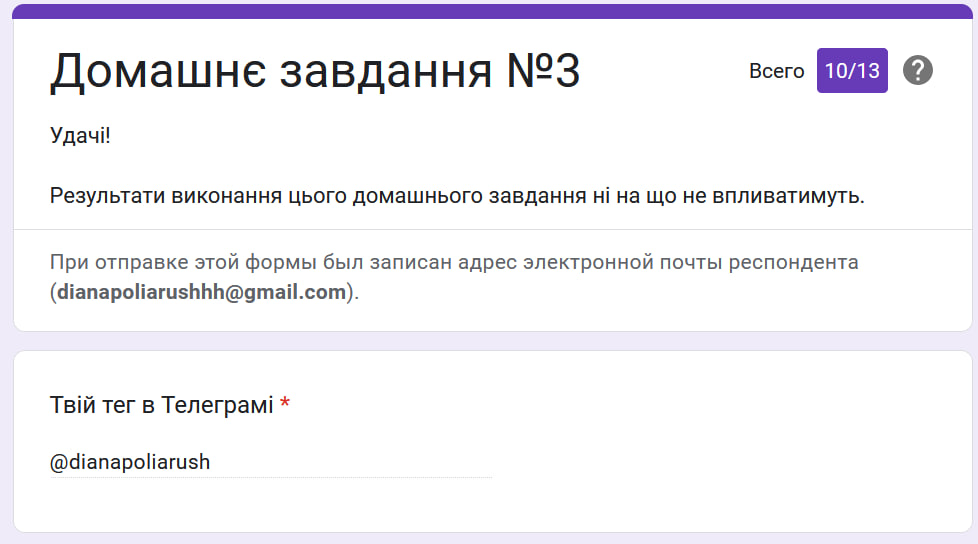 Домашнє завдання №3
Всего 10/13
Удачі!
Результати виконання цього домашнього завдання ні на що не впливатимуть.
При отправке этой формы был записан адрес электронной почты респондента
(dianapoliarushhh@gmail.com).
Твій тег в Телеграмі *
@dianapoliarush